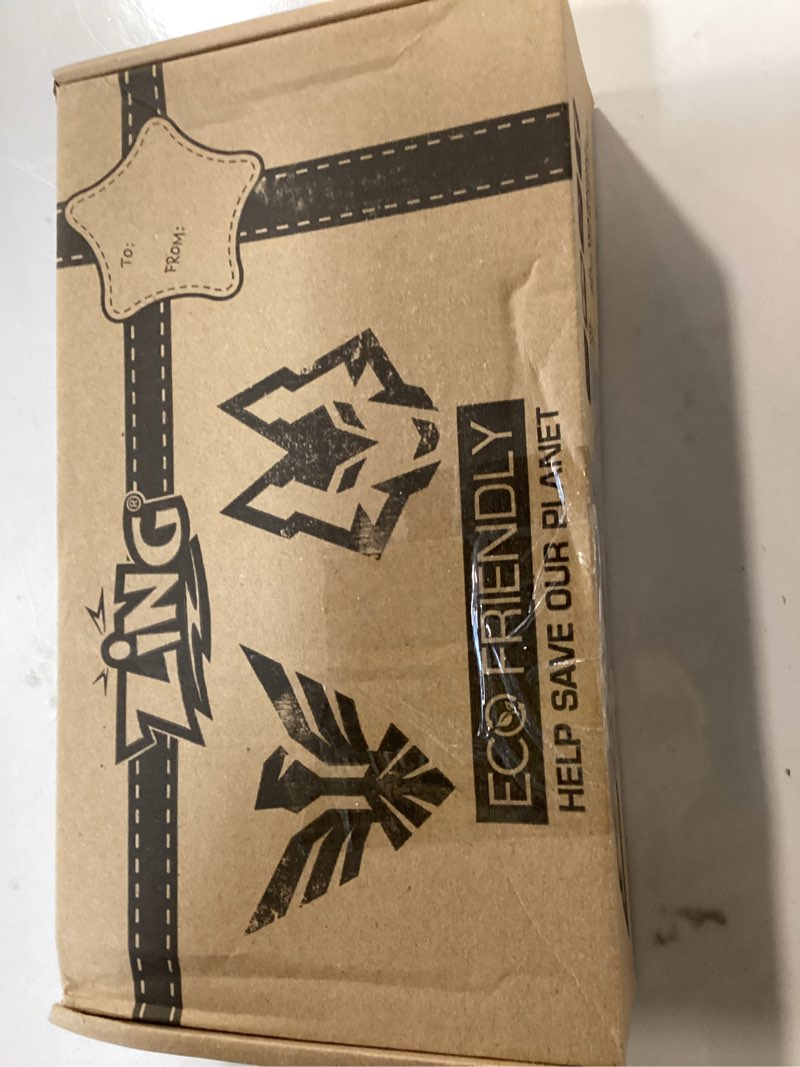 TO:
FROM:
ZiNG®
ECO FRIENDLY
HELP SAVE OUR PLANET